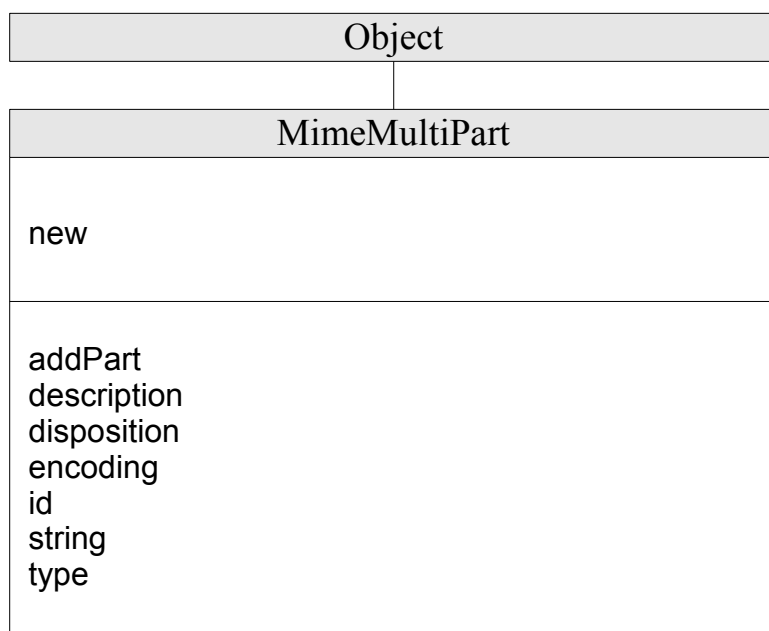 Object
MimeMultiPart
new
addPart
description
disposition
encoding
id
string
type